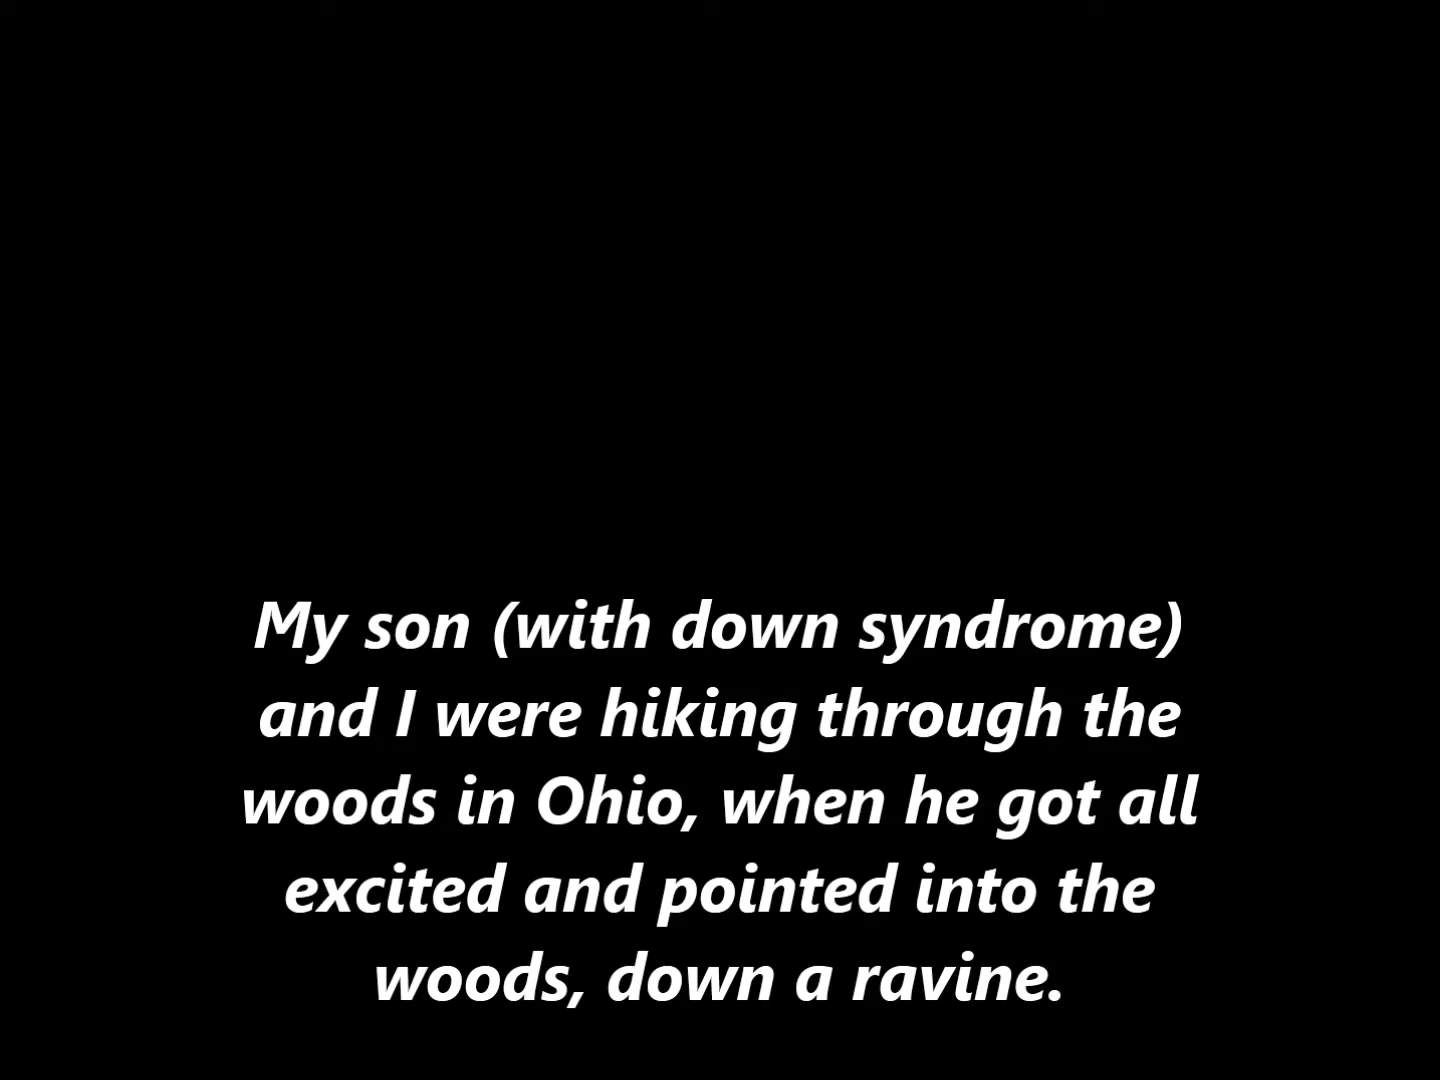 My son (with down syndrome)
and I were hiking through the
woods in Ohio, when he got all
excited and pointed into the
woods, down a ravine.